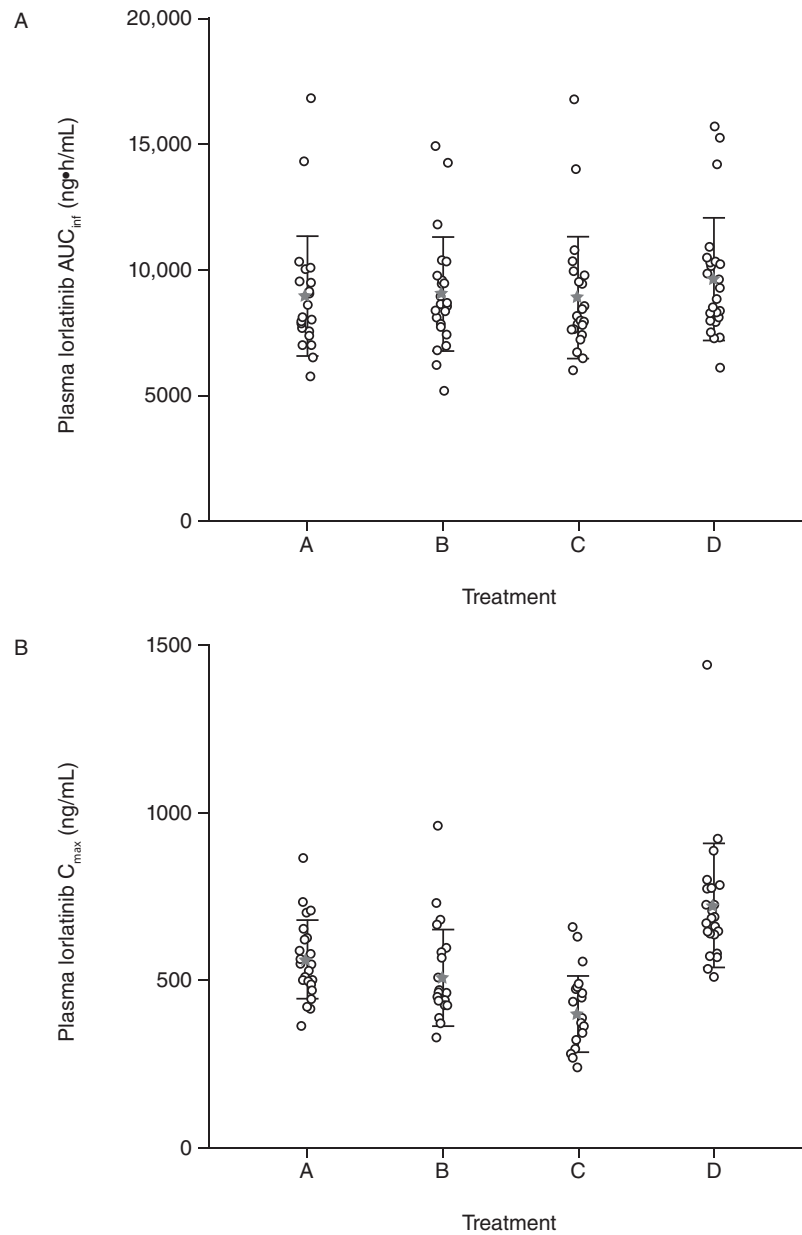 A
Plasma lorlatinib AUCinf (ng•h/mL)
20,000
15,000
10,000
5000
0
A B C D
Treatment
B
Plasma lorlatinib Cmax (ng/mL)
1500
1000
500
0
A B C D
Treatment